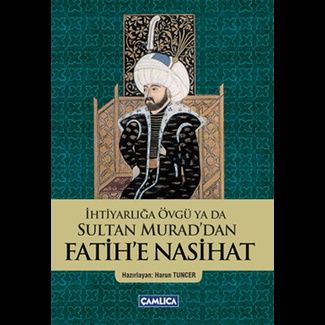 İHTİYARLIĞA ÖVGÜ YA DA
SULTAN MURAD'DAN
FATİH'E NASİHAT
Hazırlayan: Harun TUNCER
ÇAMLICA